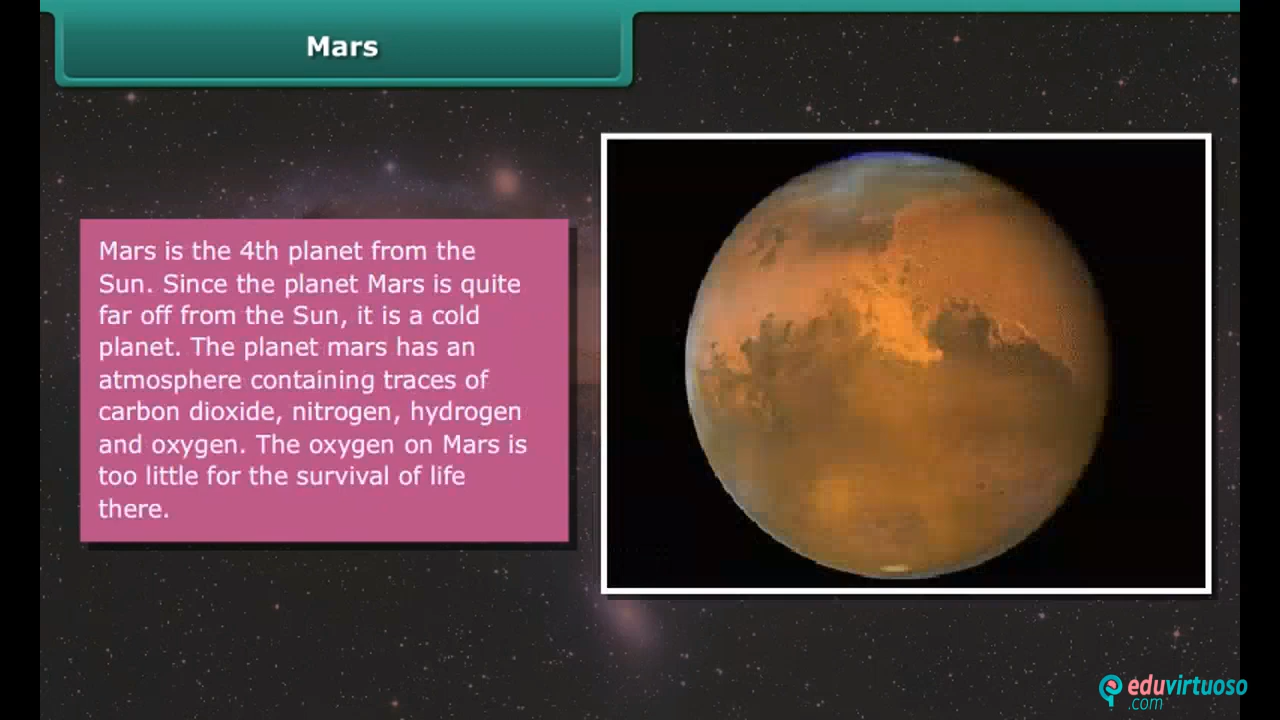 Mars
Mars is the 4th planet from the
Sun. Since the planet Mars is quite
far off from the Sun, it is a cold
planet. The planet mars has an
atmosphere containing traces of
carbon dioxide, nitrogen, hydrogen
and oxygen. The oxygen on Mars is
too little for the survival of life
there.
eduvirtuoso
.com